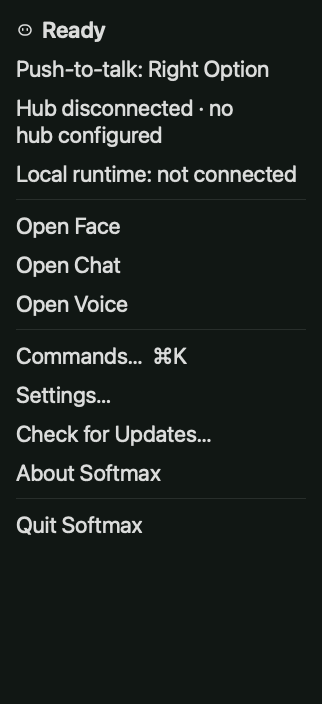 Ready
Push-to-talk: Right Option
Hub disconnected · no
hub configured
Local runtime: not connected
Open Face
Open Chat
Open Voice
Commands... ⌘K
Settings...
Check for Updates...
About Softmax
Quit Softmax